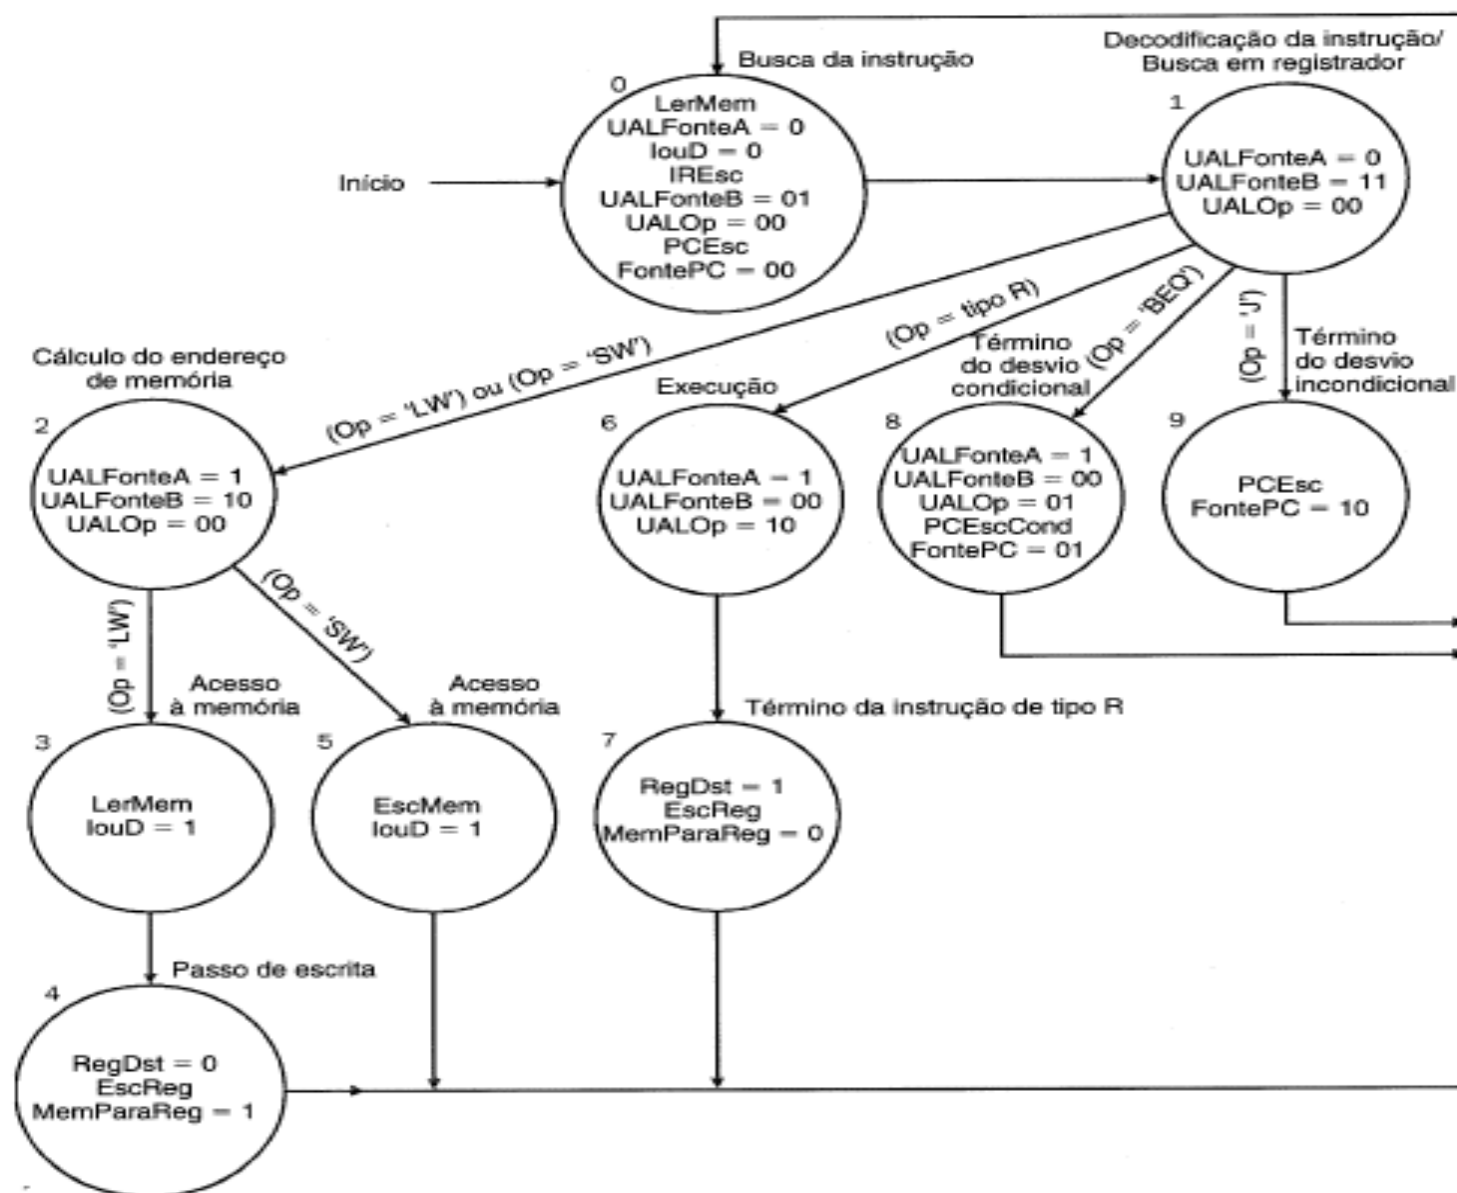 Busca da instrução
Decodificação da instrução/
Busca em registrador
0
LerMem
UALFonteA = 0
IouD = 0
IREsc
UALFonteB = 01
UALOp = 00
PCEsc
FontePC = 00
Início
1
UALFonteA = 0
UALFonteB = 11
UALOp = 00
(Op = 'LW') ou (Op = 'SW')
(Op = tipo R)
(Op = 'BEQ')
(Op = 'J')
Cálculo do endereço
de memória
2
UALFonteA = 1
UALFonteB = 10
UALOp = 00
Execução
6
UALFonteA = 1
UALFonteB = 00
UALOp = 10
Término
do desvio
condicional
8
UALFonteA = 1
UALFonteB = 00
UALOp = 01
PCEscCond
FontePC = 01
Término
do desvio
incondicional
9
PCEsc
FontePC = 10
(Op = 'LW')
(Op = 'SW')
Acesso
à memória
3
LerMem
IouD = 1
Acesso
à memória
5
EscMem
IouD = 1
Término da instrução de tipo R
7
RegDst = 1
EscReg
MemParaReg = 0
Passo de escrita
4
RegDst = 0
EscReg
MemParaReg = 1